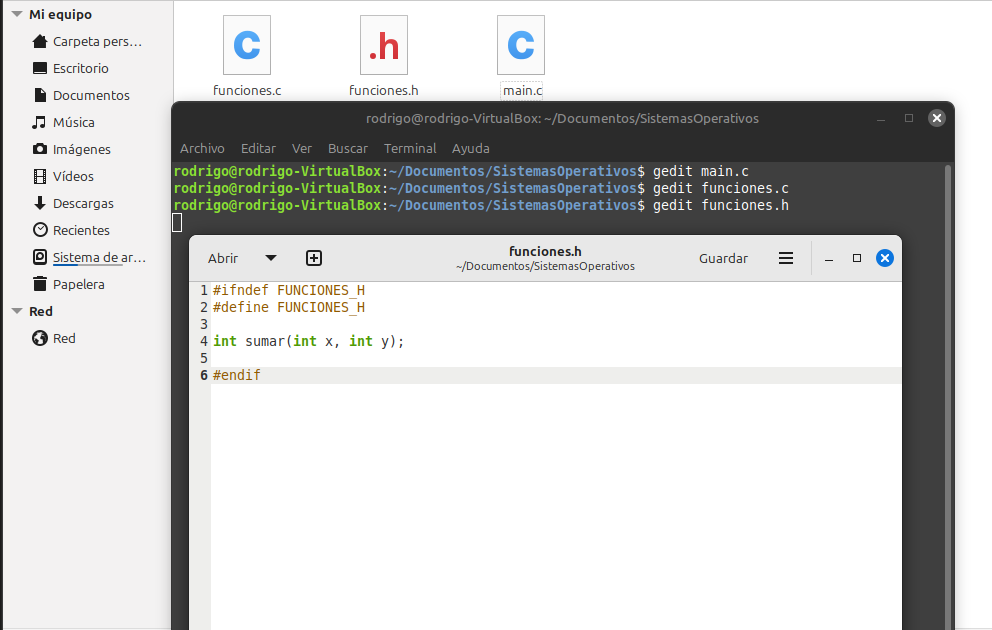 Mi equipo
Carpeta pers...
Escritorio
Documentos
Música
Imágenes
Vídeos
Descargas
Recientes
Sistema de ar...
Papelera
Red
Red
C
.h
C
funciones.c
funciones.h
main.c
rodrigo@rodrigo-VirtualBox: ~/Documentos/SistemasOperativos
Archivo Editar Ver Buscar Terminal Ayuda
rodrigo@rodrigo-VirtualBox:~/Documentos/SistemasOperativos$ gedit main.c
rodrigo@rodrigo-VirtualBox:~/Documentos/SistemasOperativos$ gedit funciones.c
rodrigo@rodrigo-VirtualBox:~/Documentos/SistemasOperativos$ gedit funciones.h
Abrir
funciones.h
~/Documentos/SistemasOperativos
Guardar
1 #ifndef FUNCIONES_H
2 #define FUNCIONES_H
3
4 int sumar(int x, int y);
5
6 #endif